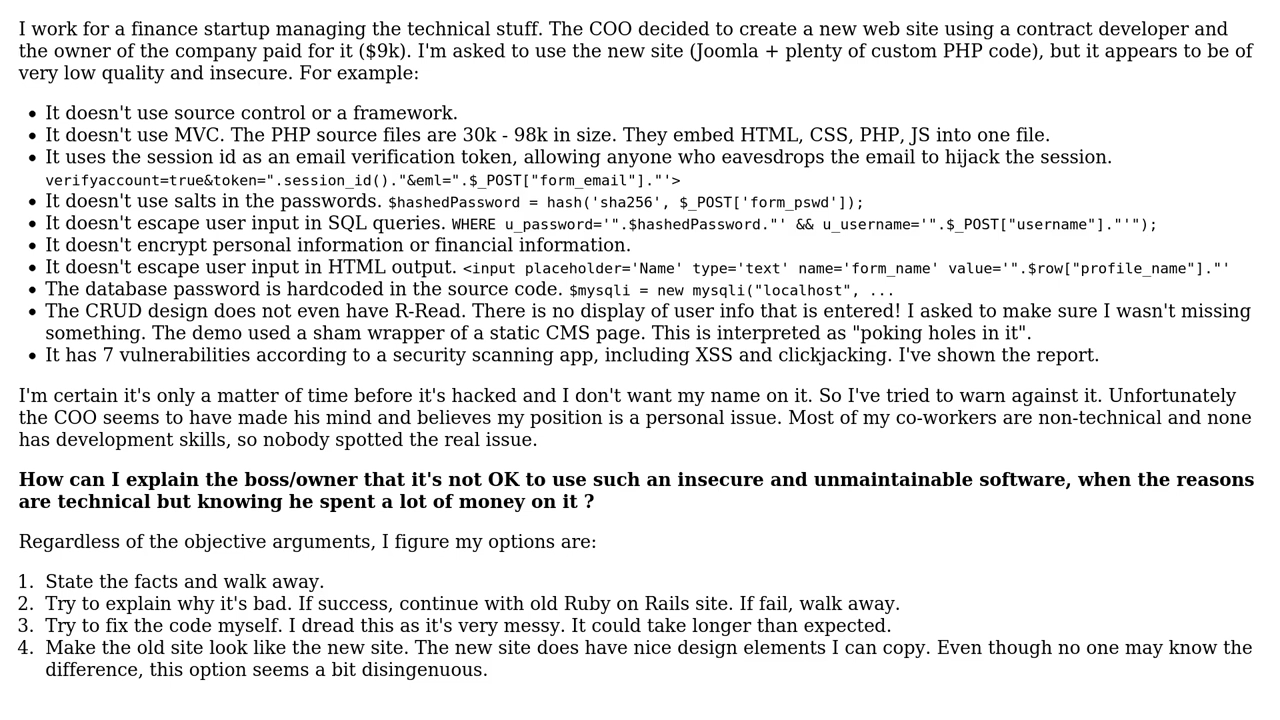 I work for a finance startup managing the technical stuff. The COO decided to create a new web site using a contract developer and
the owner of the company paid for it ($9k). I'm asked to use the new site (Joomla + plenty of custom PHP code), but it appears to be of
very low quality and insecure. For example:
• It doesn't use source control or a framework.
• It doesn't use MVC. The PHP source files are 30k - 98k in size. They embed HTML, CSS, PHP, JS into one file.
• It uses the session id as an email verification token, allowing anyone who eavesdrops the email to hijack the session.
verifyaccount=true&token=".session_id()."&eml=".$_POST["form_email"]."'>
• It doesn't use salts in the passwords. $hashedPassword = hash('sha256', $_POST['form_pswd']);
• It doesn't escape user input in SQL queries. WHERE u_password='".$hashedPassword."' && u_username='".$_POST["username"]."'");
• It doesn't encrypt personal information or financial information.
• It doesn't escape user input in HTML output. <input placeholder='Name' type='text' name='form_name' value='".$row["profile_name"]."'
• The database password is hardcoded in the source code. $mysqli = new mysqli("localhost", ...
• The CRUD design does not even have R-Read. There is no display of user info that is entered! I asked to make sure I wasn't missing
something. The demo used a sham wrapper of a static CMS page. This is interpreted as "poking holes in it".
• It has 7 vulnerabilities according to a security scanning app, including XSS and clickjacking. I've shown the report.
I'm certain it's only a matter of time before it's hacked and I don't want my name on it. So I've tried to warn against it. Unfortunately
the COO seems to have made his mind and believes my position is a personal issue. Most of my co-workers are non-technical and none
has development skills, so nobody spotted the real issue.
How can I explain the boss/owner that it's not OK to use such an insecure and unmaintainable software, when the reasons
are technical but knowing he spent a lot of money on it ?
Regardless of the objective arguments, I figure my options are:
1. State the facts and walk away.
2. Try to explain why it's bad. If success, continue with old Ruby on Rails site. If fail, walk away.
3. Try to fix the code myself. I dread this as it's very messy. It could take longer than expected.
4. Make the old site look like the new site. The new site does have nice design elements I can copy. Even though no one may know the
difference, this option seems a bit disingenuous.